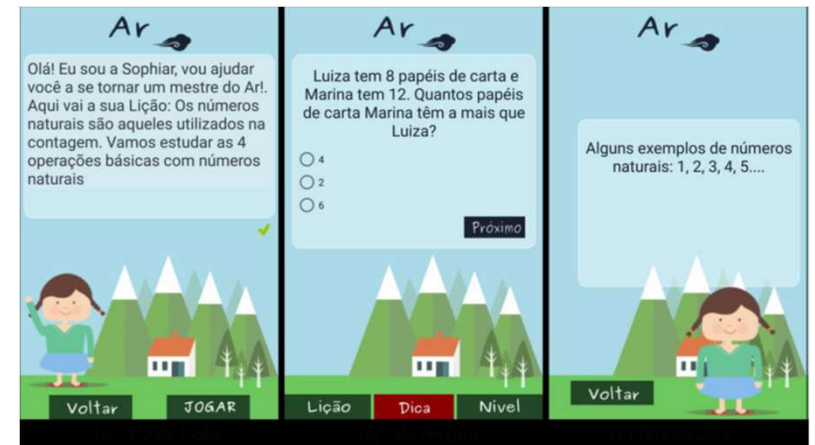 Ar
Olá! Eu sou a Sophiar, vou ajudar
você a se tornar um mestre do Ar!.
Aqui vai a sua Lição: Os números
naturais são aqueles utilizados na
contagem. Vamos estudar as 4
operações básicas com números
naturais
Voltar
JOGAR
Ar
Luiza tem 8 papéis de carta e
Marina tem 12. Quantos papéis
de carta Marina têm a mais que
Luiza?
4
2
6
Próximo
Lição
Dica
Nível
Ar
Alguns exemplos de números
naturais: 1, 2, 3, 4, 5....
Voltar